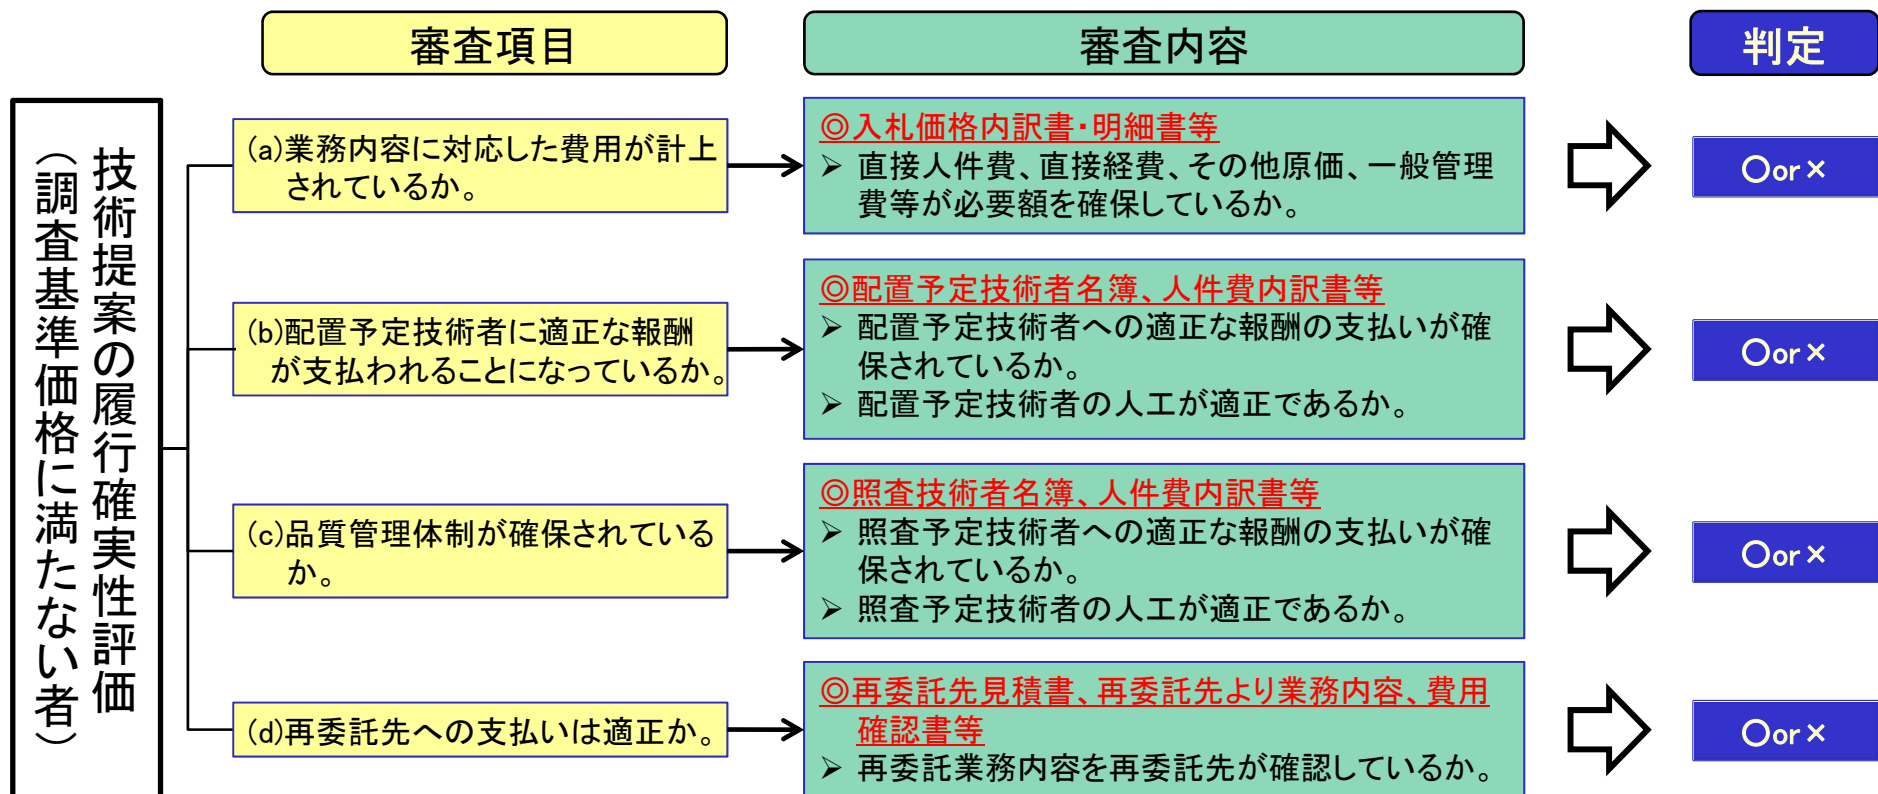 審査項目
審査内容
判定
技術提案の履行確実性評価
（調査基準価格に満たない者）
(a)業務内容に対応した費用が計上
されているか。
◎入札価格内訳書・明細書等
➢ 直接人件費、直接経費、その他原価、一般管理
費等が必要額を確保しているか。
○or×
(b)配置予定技術者に適正な報酬
が支払われることになっているか。
◎配置予定技術者名簿、人件費内訳書等
➢ 配置予定技術者への適正な報酬の支払いが確
保されているか。
➢ 配置予定技術者の人工が適正であるか。
○or×
(c)品質管理体制が確保されている
か。
◎照査技術者名簿、人件費内訳書等
➢ 照査予定技術者への適正な報酬の支払いが確
保されているか。
➢ 照査予定技術者の人工が適正であるか。
○or×
(d)再委託先への支払いは適正か。
◎再委託先見積書、再委託先より業務内容、費用
確認書等
➢ 再委託業務内容を再委託先が確認しているか。
○or×